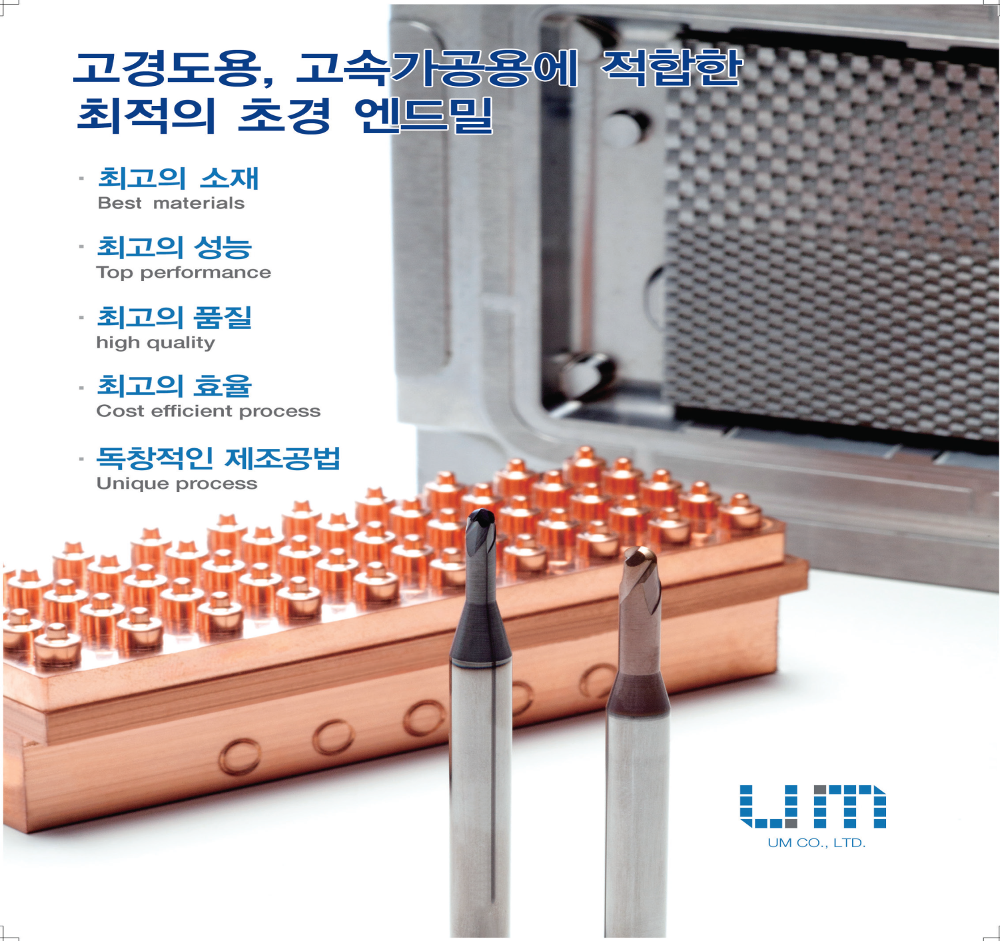 고경도용, 고속가공용에 적합한
최적의 초경 엔드밀
· 최고의 소재
Best materials
· 최고의 성능
Top performance
· 최고의 품질
high quality
· 최고의 효율
Cost efficient process
· 독창적인 제조공법
Unique process
um
UM CO., LTD.